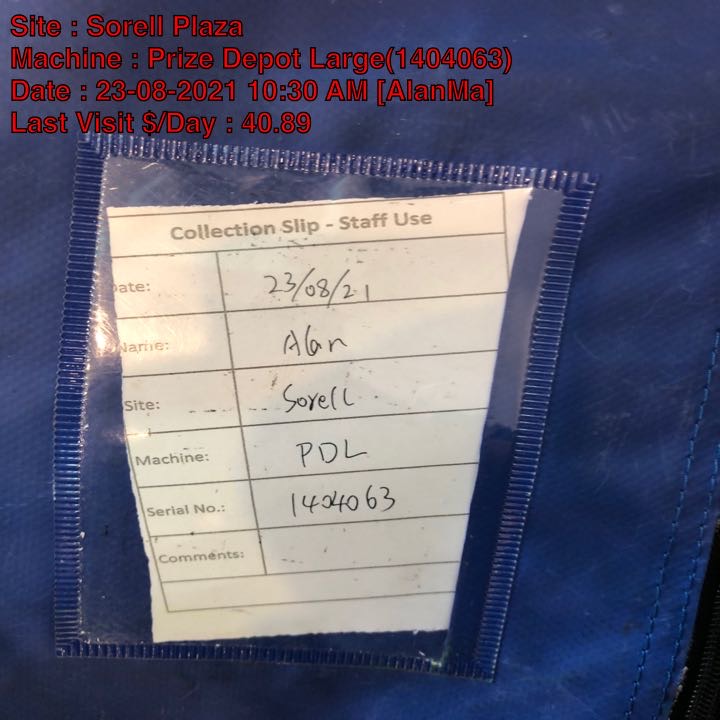 Site : Sorell Plaza
Machine : Prize Depot Large(1404063)
Date : 23-08-2021 10:30 AM [AlanMa]
Last Visit $/Day : 40.89
Collection Slip - Staff Use
Date: 23/08/21
Name: Alan
Site: Sorell
Machine: PDL
Serial No.: 1404063
Comments: